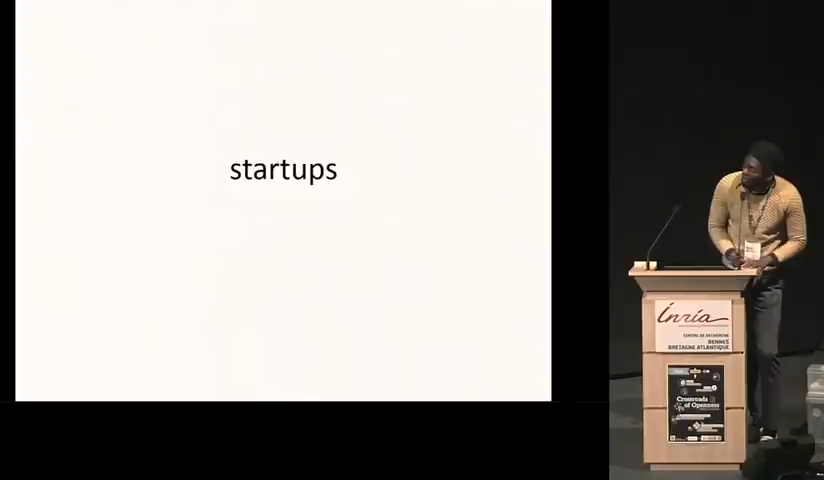 startups
Inria
CENTRE DE RECHERCHE
RENNES
BRETAGNE ATLANTIQUE
Crossroads
of Openness